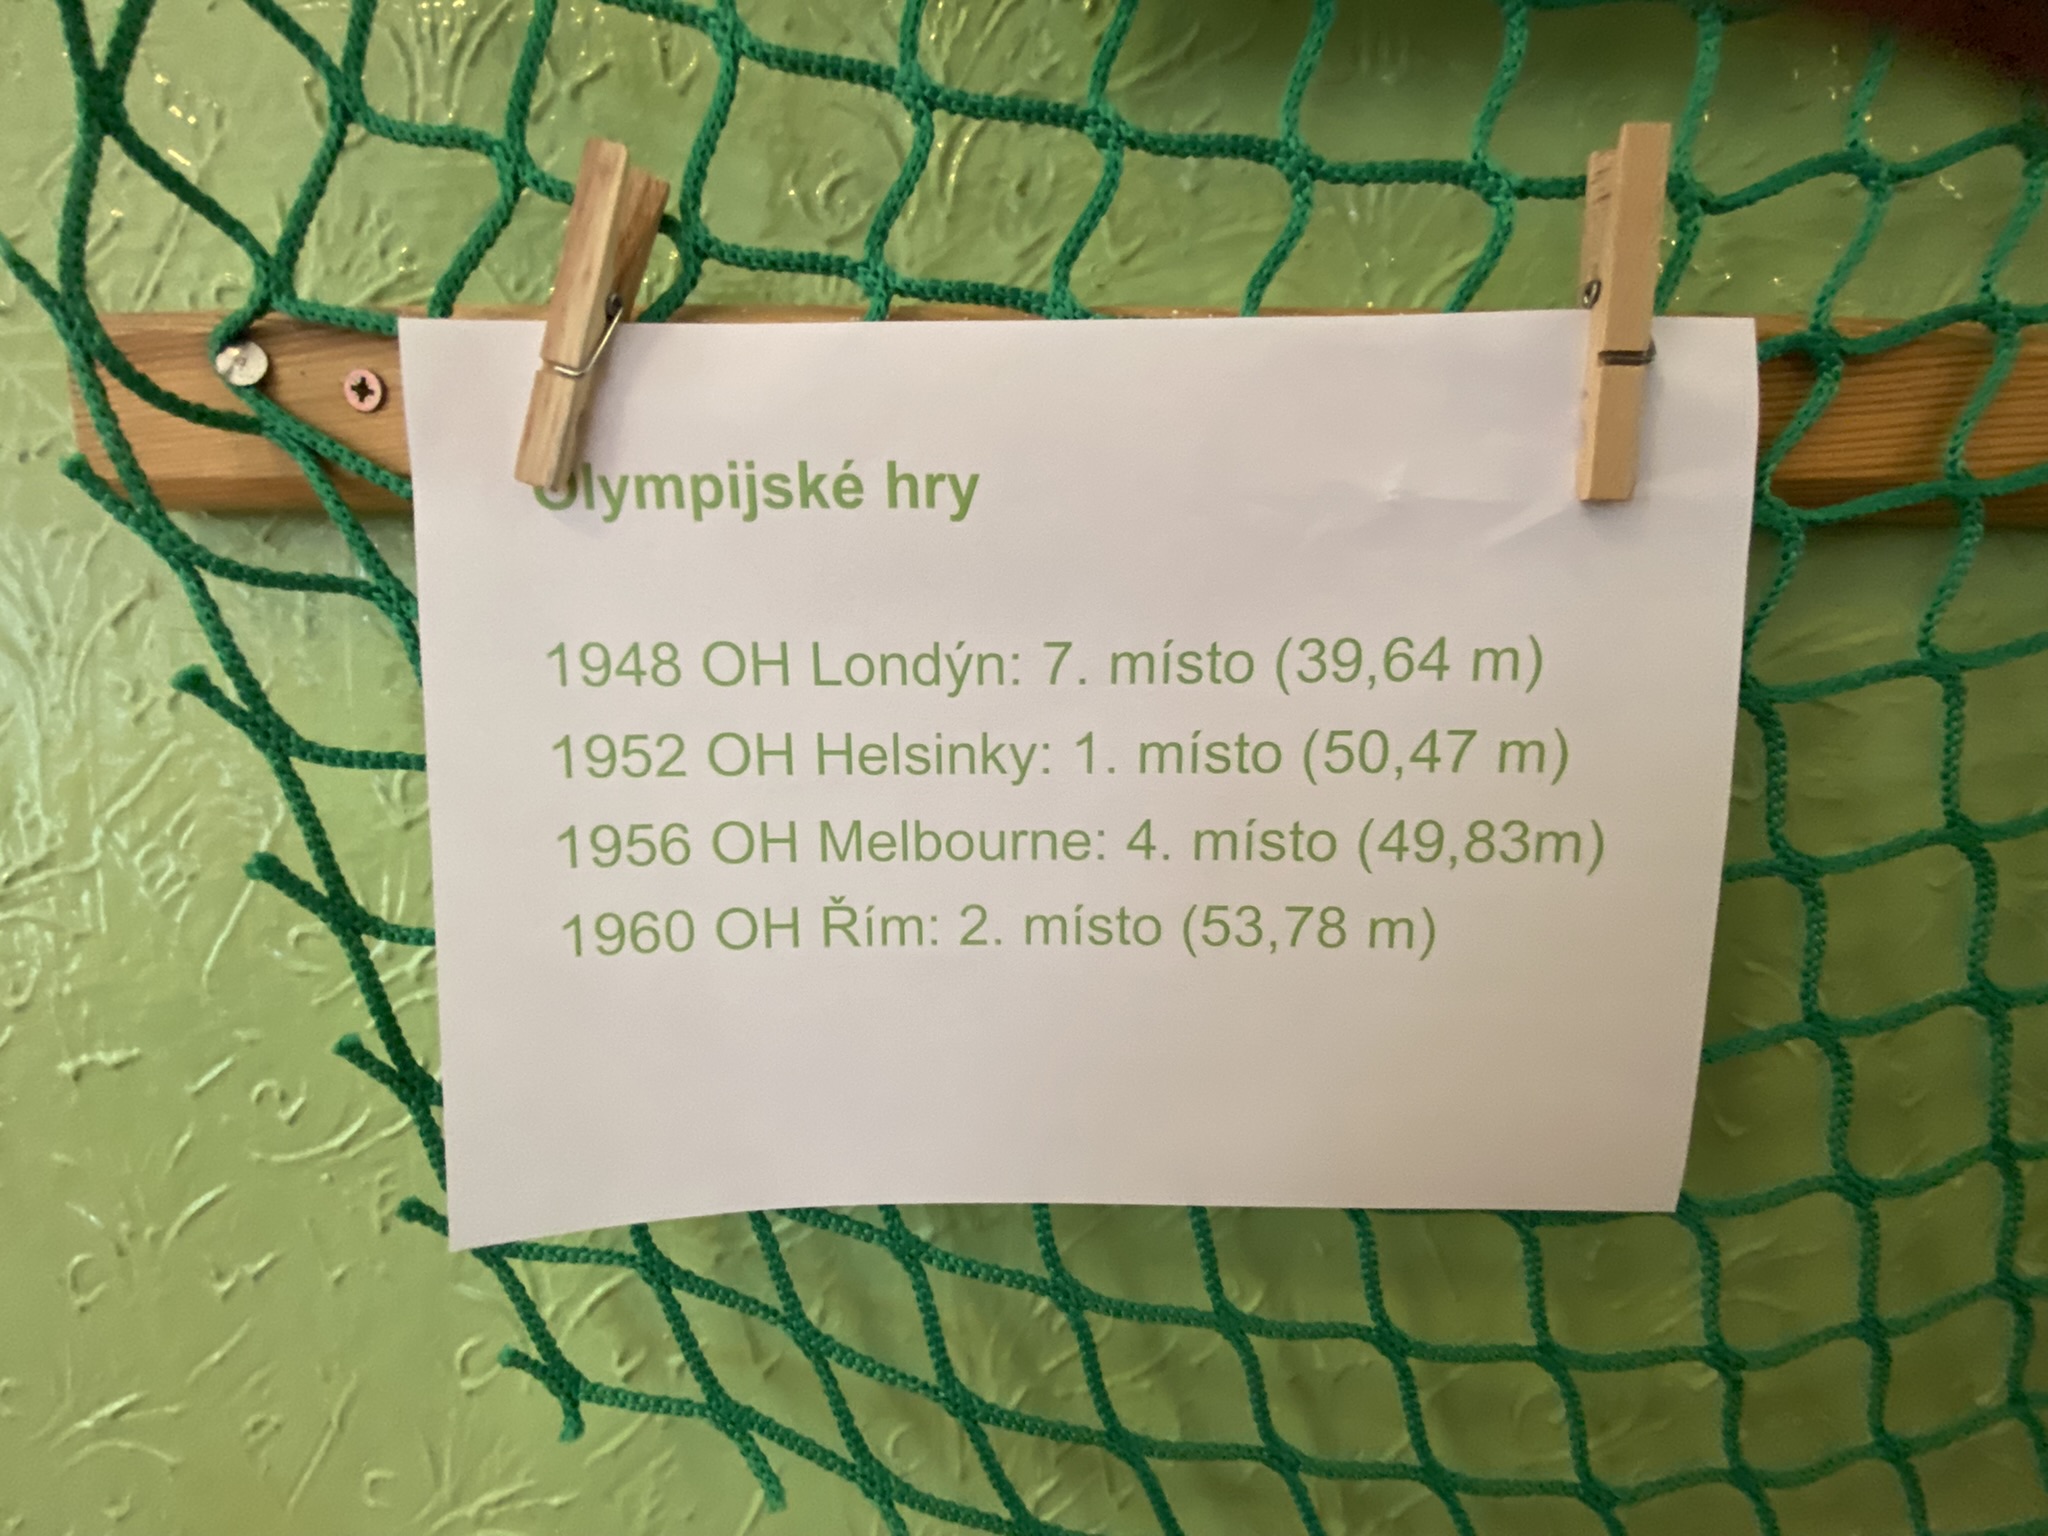 Olympijské hry
1948 OH Londýn: 7. místo (39,64 m)
1952 OH Helsinky: 1. místo (50,47 m)
1956 OH Melbourne: 4. místo (49,83m)
1960 OH Řím: 2. místo (53,78 m)